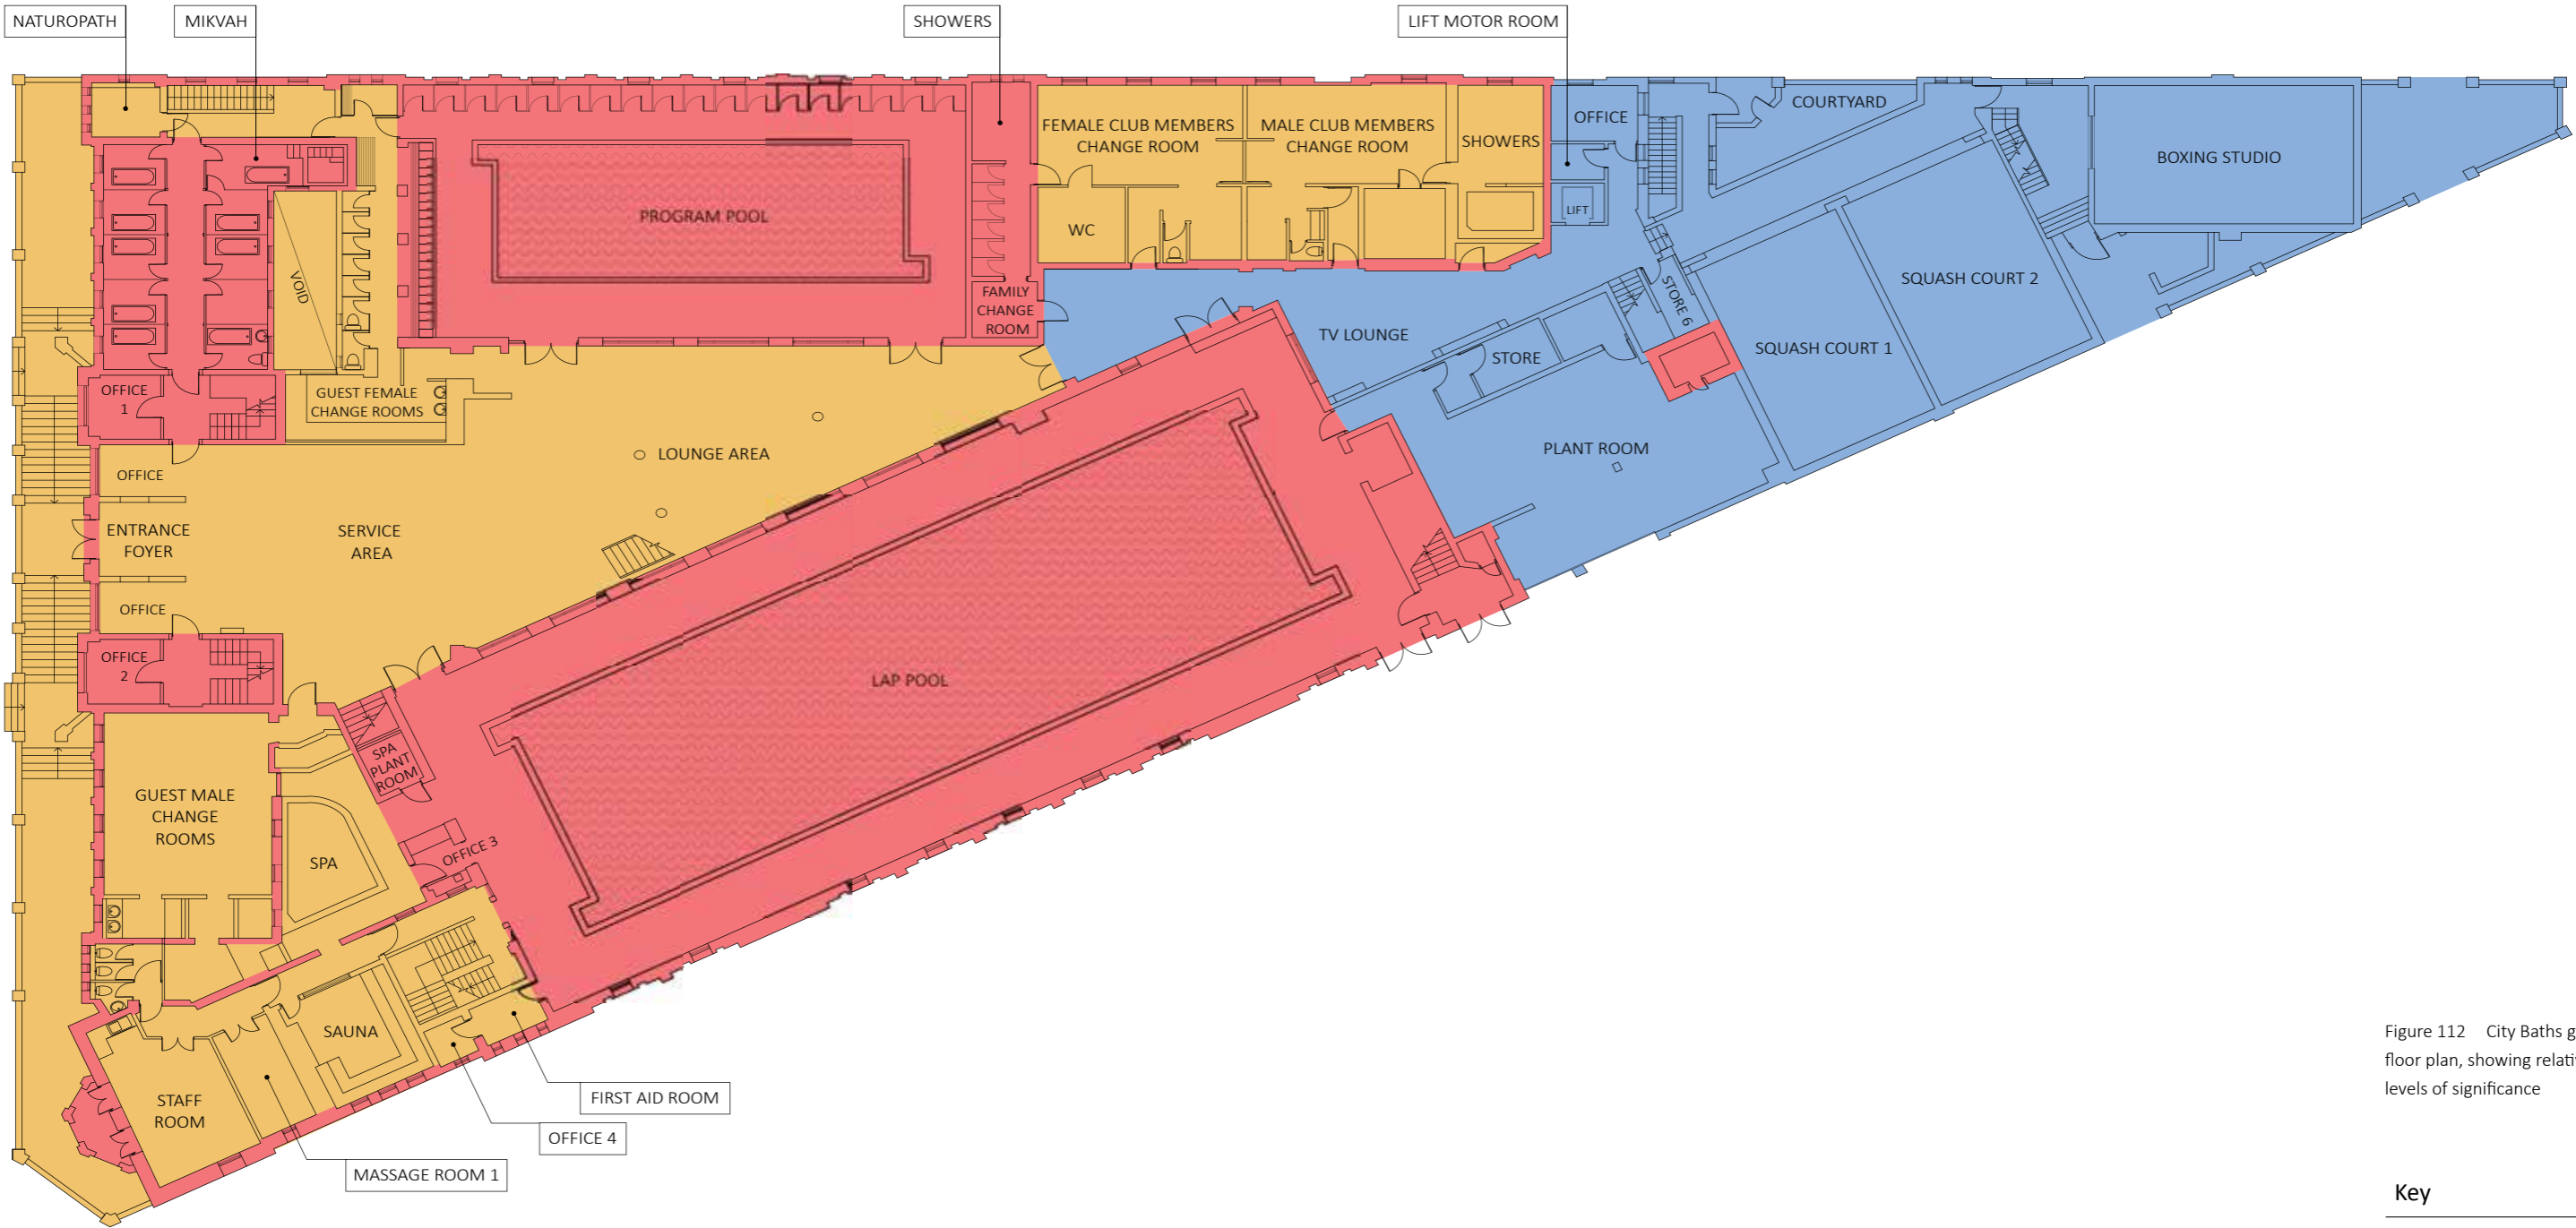 NATUROPATH
MIKVAH
SHOWERS
LIFT MOTOR ROOM
FEMALE CLUB MEMBERS
CHANGE ROOM
MALE CLUB MEMBERS
CHANGE ROOM
SHOWERS
OFFICE
COURTYARD
BOXING STUDIO
PROGRAM POOL
WC
LIFT
VOID
FAMILY
CHANGE
ROOM
TV LOUNGE
STORE
STORE 6
SQUASH COURT 1
SQUASH COURT 2
OFFICE
1
GUEST FEMALE
CHANGE ROOMS
LOUNGE AREA
PLANT ROOM
OFFICE
ENTRANCE
FOYER
SERVICE
AREA
OFFICE
OFFICE
2
LAP POOL
SPA
PLANT
ROOM
GUEST MALE
CHANGE
ROOMS
SPA
OFFICE 3
SAUNA
STAFF
ROOM
FIRST AID ROOM
OFFICE 4
MASSAGE ROOM 1
Figure 112 City Baths g
floor plan, showing relati
levels of significance
Key